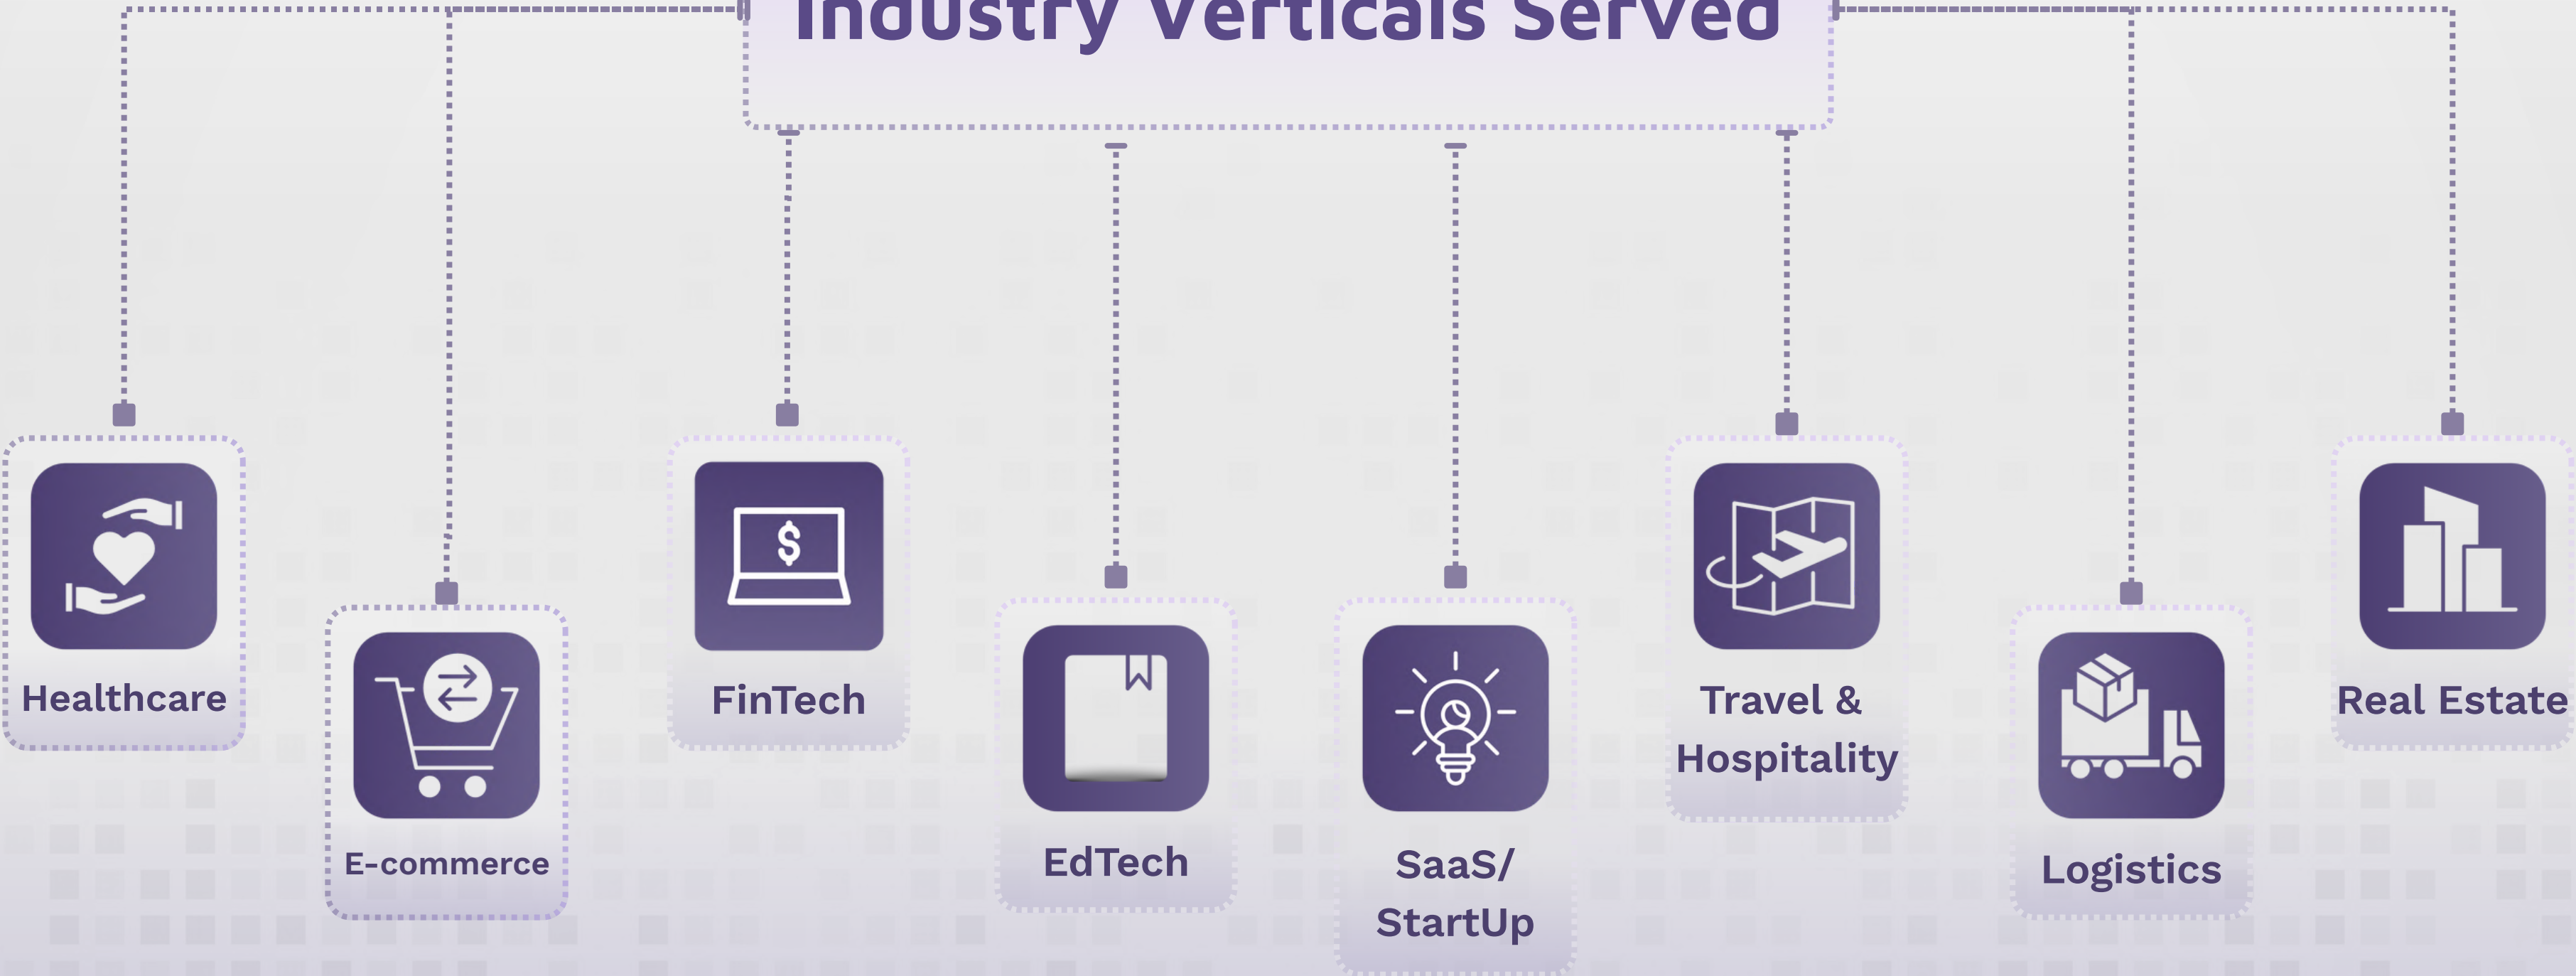 Industry Verticals Served
Healthcare
E-commerce
FinTech
$
EdTech
SaaS/
StartUp
Travel &
Hospitality
Logistics
Real Estate